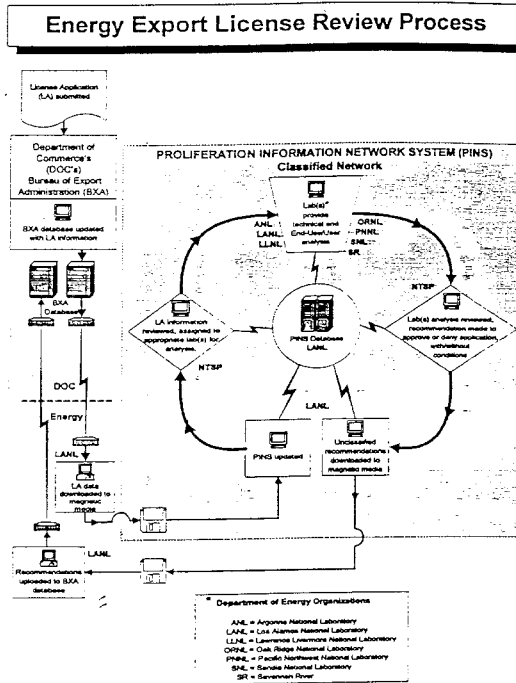 Energy Export License Review Process
License Application
(LA) submitted
Department of
Commerce's
(DOC's)
Bureau of Export
Administration (BXA)
BXA database updated
with LA information
BXA
Database
DOC
Energy
LANL
LA data
downloaded to
magnetic
media
LANL
Recommendations
uploaded to BXA
database
PROLIFERATION INFORMATION NETWORK SYSTEM (PINS)
Classified Network
Lab(s)*
provide
technical and
End-User/User
analysis
ANL
LANL
LLNL
ORNL
PNNL
SNL
SR
NTSP
LA information
reviewed, assigned to
appropriate lab(s) for
analysis.
NTSP
PINS Database
LANL
Lab(s) analysis reviewed,
recommendation made to
approve or deny application,
with/without
conditions
LANL
PINS updated
Unclassified
recommendations
downloaded to
magnetic media
* Department of Energy Organizations
ANL = Argonne National Laboratory
LANL = Los Alamos National Laboratory
LLNL = Lawrence Livermore National Laboratory
ORNL = Oak Ridge National Laboratory
PNNL = Pacific Northwest National Laboratory
SNL = Sandia National Laboratory
SR = Savannah River